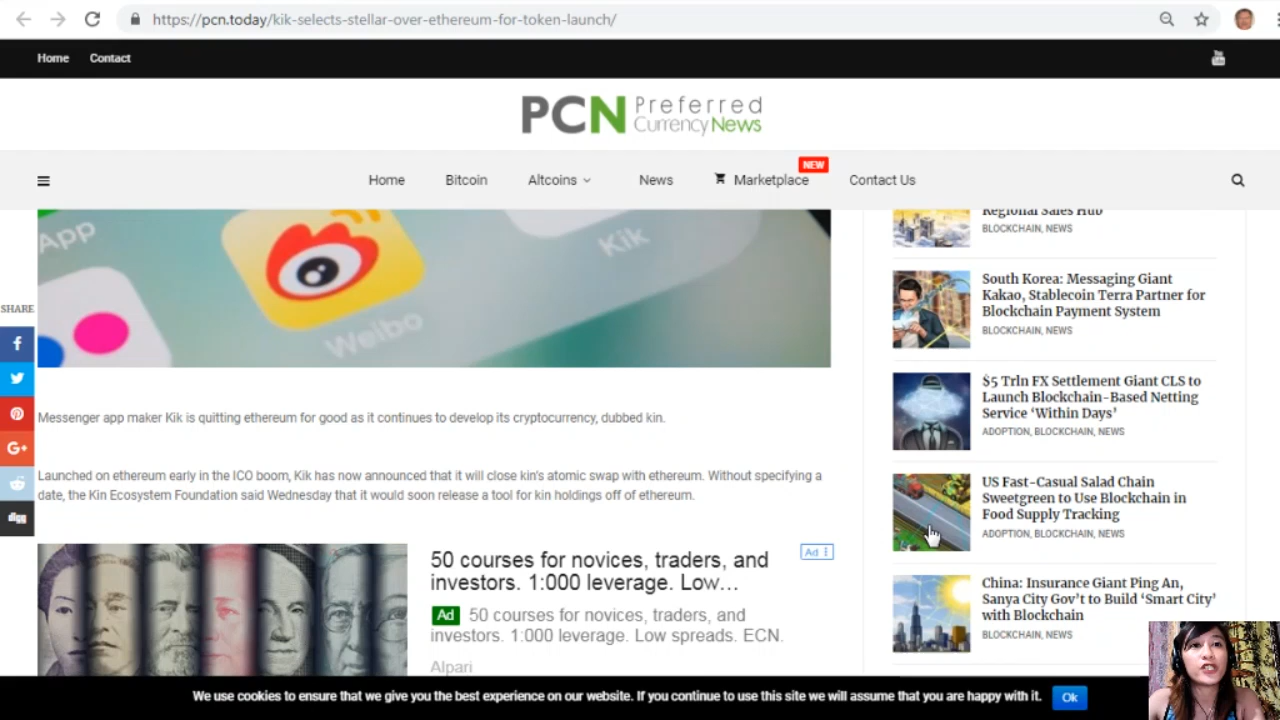 https://pcn.today/kik-selects-stellar-over-ethereum-for-token-launch/
Home Contact
You
PCN Preferred
Currency News
NEW
Home Bitcoin Altcoins News Marketplace Contact Us
App
Kik
Weibo
SHARE
Messenger app maker Kik is quitting ethereum for good as it continues to develop its cryptocurrency, dubbed kin.
Launched on ethereum early in the ICO boom, Kik has now announced that it will close kin's atomic swap with ethereum. Without specifying a
date, the Kin Ecosystem Foundation said Wednesday that it would soon release a tool for kin holdings off of ethereum.
digg
50 courses for novices, traders, and
investors. 1:000 leverage. Low...
Ad
Ad 50 courses for novices, traders, and
investors. 1:000 leverage. Low spreads. ECN.
Alpari
Regional Sales Hub
BLOCKCHAIN, NEWS
South Korea: Messaging Giant
Kakao, Stablecoin Terra Partner for
Blockchain Payment System
BLOCKCHAIN, NEWS
$5 Trln FX Settlement Giant CLS to
Launch Blockchain-Based Netting
Service ‘Within Days’
ADOPTION, BLOCKCHAIN, NEWS
US Fast-Casual Salad Chain
Sweetgreen to Use Blockchain in
Food Supply Tracking
ADOPTION, BLOCKCHAIN, NEWS
China: Insurance Giant Ping An,
Sanya City Gov’t to Build ‘Smart City’
with Blockchain
BLOCKCHAIN, NEWS
We use cookies to ensure that we give you the best experience on our website. If you continue to use this site we will assume that you are happy with it. Ok